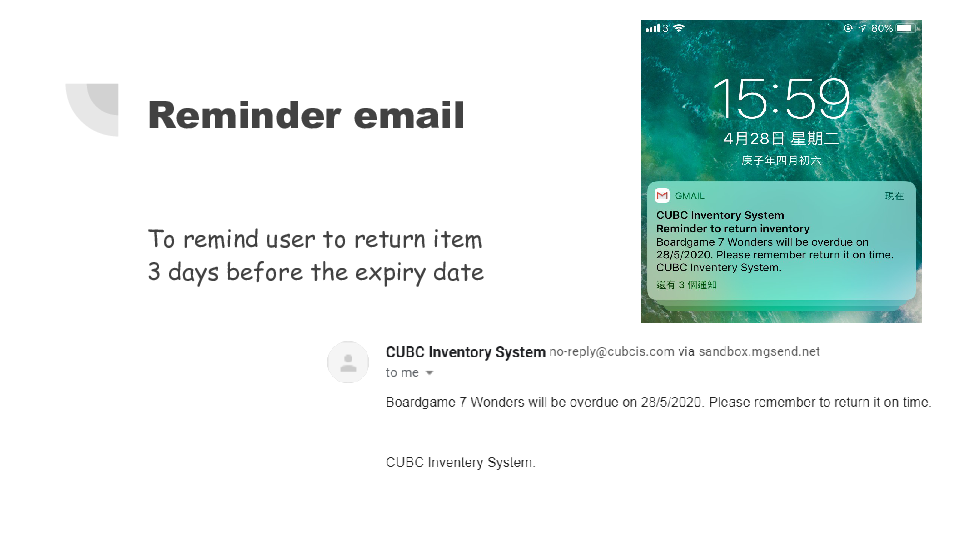 Reminder email
To remind user to return item
3 days before the expiry date
3 80%
15:59
4月28日 星期二
庚子年四月初六
GMAIL 現在
CUBC Inventory System
Reminder to return inventory
Boardgame 7 Wonders will be overdue on
28/5/2020. Please remember return it on time.
CUBC Inventery System.
還有 3 個通知
CUBC Inventory System no-reply@cubcis.com via sandbox.mgsend.net
to me
Boardgame 7 Wonders will be overdue on 28/5/2020. Please remember to return it on time.
CUBC Inventery System.